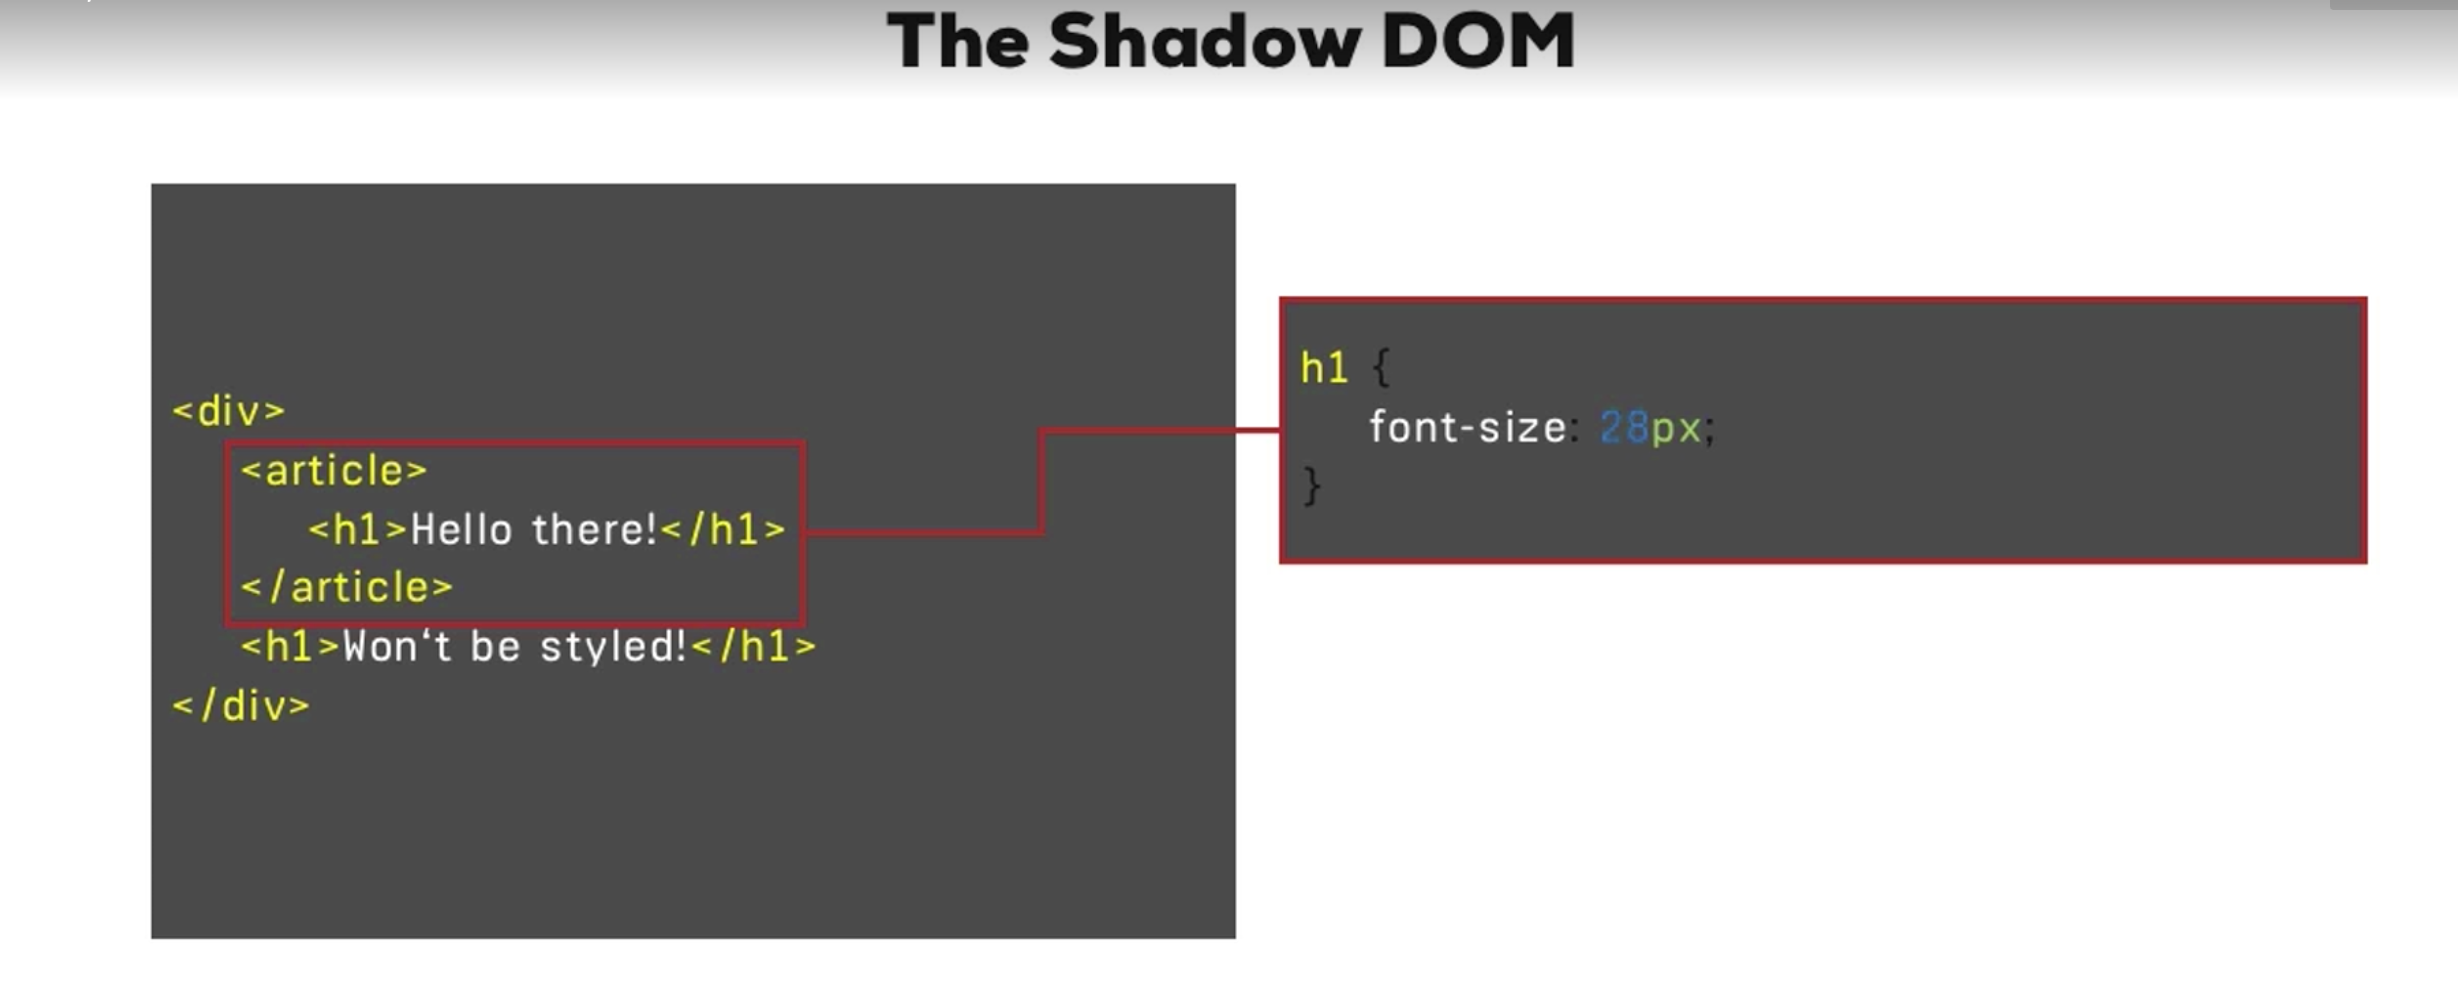 The Shadow DOM
<div>
<article>
<h1>Hello there!</h1>
</article>
<h1>Won‘t be styled!</h1>
</div>
h1 {
font-size: 28px;
}